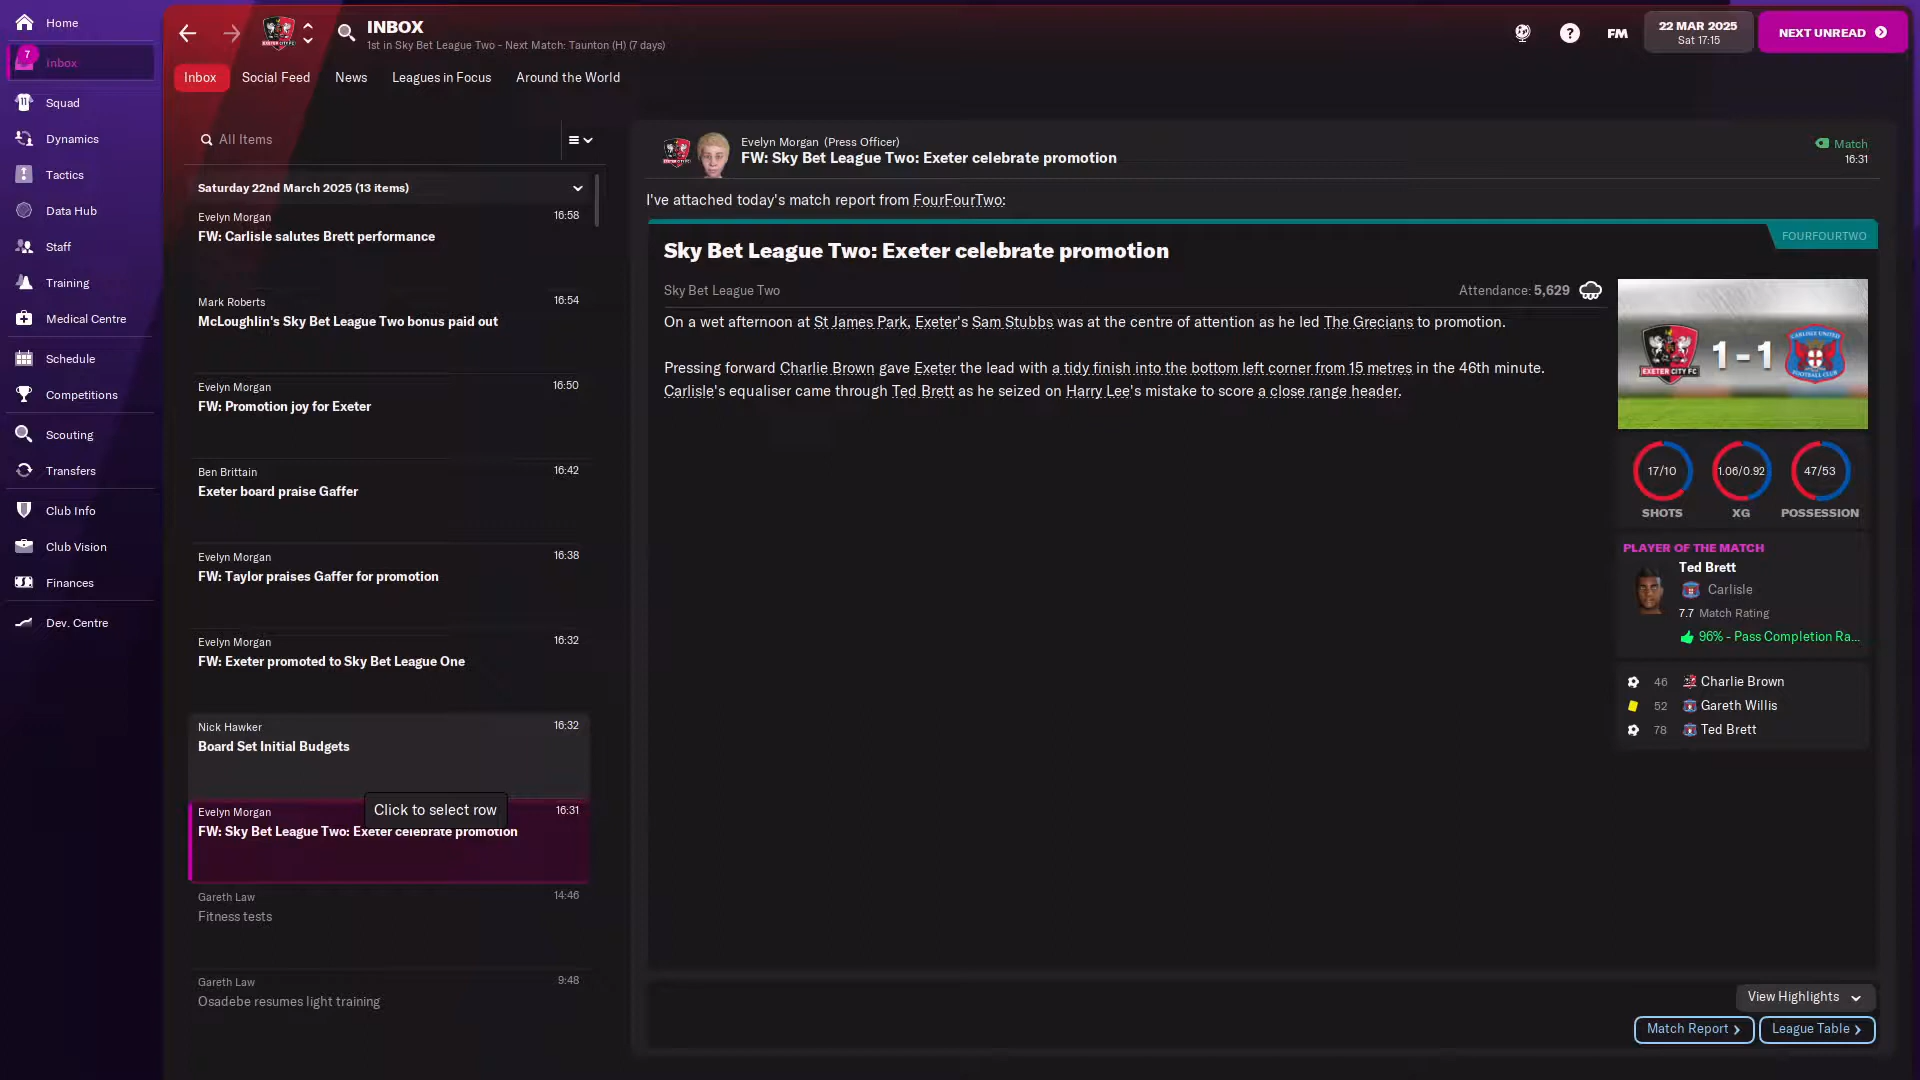 Home
7
Inbox
Squad
Dynamics
Tactics
Data Hub
Staff
Training
Medical Centre
Schedule
Competitions
Scouting
Transfers
Club Info
Club Vision
Finances
Dev. Centre
INBOX
1st in Sky Bet League Two - Next Match: Taunton (H) (7 days)
FM
22 MAR 2025
Sat 17:15
NEXT UNREAD
Inbox
Social Feed
News
Leagues in Focus
Around the World
All Items
Saturday 22nd March 2025 (13 items)
Evelyn Morgan 16:58
FW: Carlisle salutes Brett performance
Mark Roberts 16:54
McLoughlin's Sky Bet League Two bonus paid out
Evelyn Morgan 16:50
FW: Promotion joy for Exeter
Ben Brittain 16:42
Exeter board praise Gaffer
Evelyn Morgan 16:38
FW: Taylor praises Gaffer for promotion
Evelyn Morgan 16:32
FW: Exeter promoted to Sky Bet League One
Nick Hawker 16:32
Board Set Initial Budgets
Click to select row
Evelyn Morgan 16:31
FW: Sky Bet League Two: Exeter celebrate promotion
Gareth Law 14:46
Fitness tests
Gareth Law 9:48
Osadebe resumes light training
Evelyn Morgan (Press Officer)
FW: Sky Bet League Two: Exeter celebrate promotion
Match
16:31
I've attached today's match report from FourFourTwo:
FOURFOURTWO
Sky Bet League Two: Exeter celebrate promotion
Sky Bet League Two
Attendance: 5,629
On a wet afternoon at St James Park, Exeter's Sam Stubbs was at the centre of attention as he led The Grecians to promotion.
Pressing forward Charlie Brown gave Exeter the lead with a tidy finish into the bottom left corner from 15 metres in the 46th minute.
Carlisle's equaliser came through Ted Brett as he seized on Harry Lee's mistake to score a close range header.
EXETER CITY FC
1 - 1
CARLISLE UNITED
FOOTBALL CLUB
17/10
1.06/0.92
47/53
SHOTS
XG
POSSESSION
PLAYER OF THE MATCH
Ted Brett
Carlisle
7.7 Match Rating
96% - Pass Completion Ra...
46 Charlie Brown
52 Gareth Willis
78 Ted Brett
View Highlights
Match Report
League Table